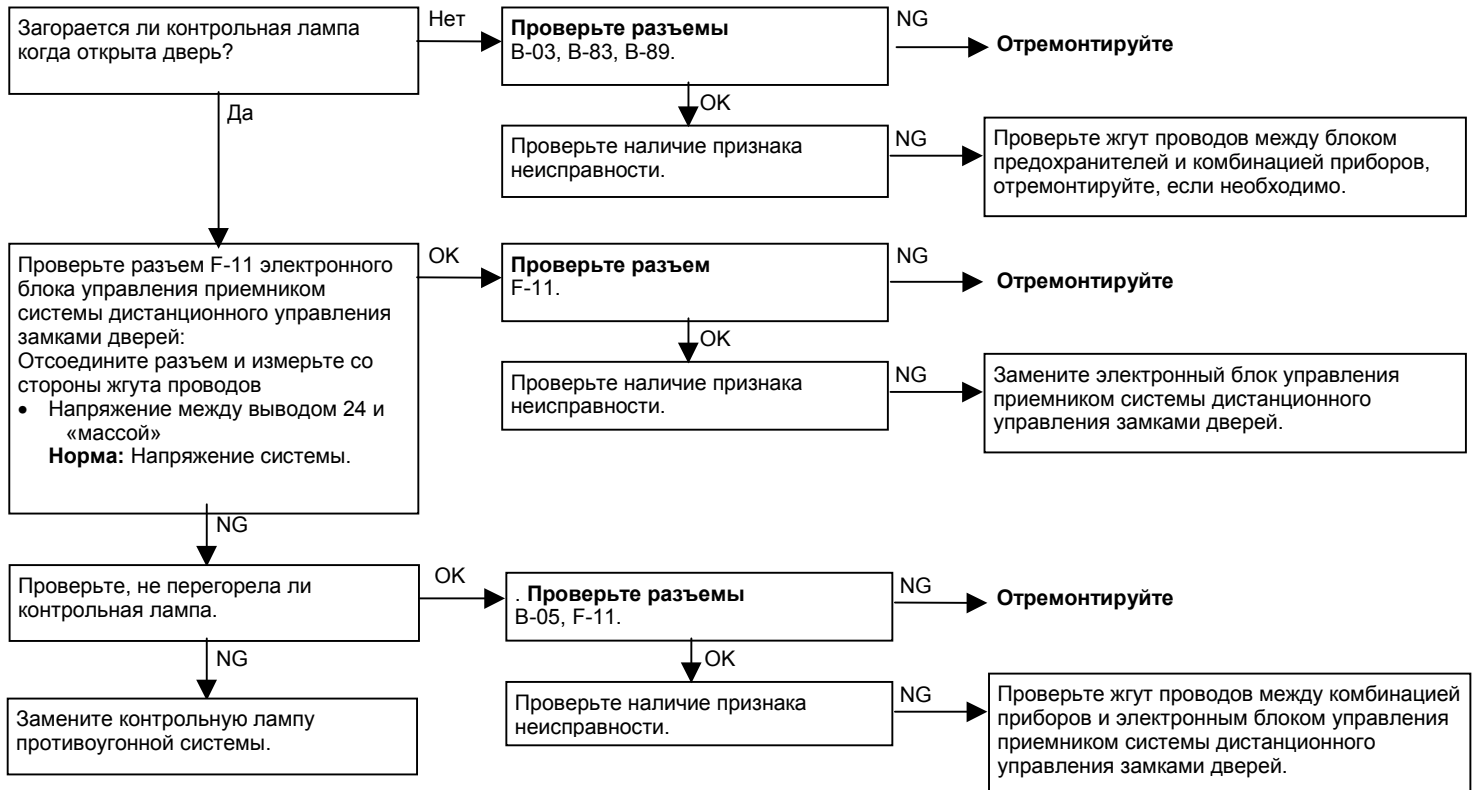 Загорается ли контрольная лампа
когда открыта дверь?
Нет
Проверьте разъемы
B-03, B-83, B-89.
NG
Отремонтируйте
Да
OK
Проверьте наличие признака
неисправности.
NG
Проверьте жгут проводов между блоком
предохранителей и комбинацией приборов,
отремонтируйте, если необходимо.
Проверьте разъем F-11 электронного
блока управления приемником
системы дистанционного управления
замками дверей:
Отсоедините разъем и измерьте со
стороны жгута проводов
• Напряжение между выводом 24 и
«массой»
Норма: Напряжение системы.
OK
Проверьте разъем
F-11.
NG
Отремонтируйте
OK
Проверьте наличие признака
неисправности.
NG
Замените электронный блок управления
приемником системы дистанционного
управления замками дверей.
NG
Проверьте, не перегорела ли
контрольная лампа.
OK
. Проверьте разъемы
B-05, F-11.
NG
Отремонтируйте
NG
OK
Замените контрольную лампу
противоугонной системы.
Проверьте наличие признака
неисправности.
NG
Проверьте жгут проводов между комбинацией
приборов и электронным блоком управления
приемником системы дистанционного
управления замками дверей.